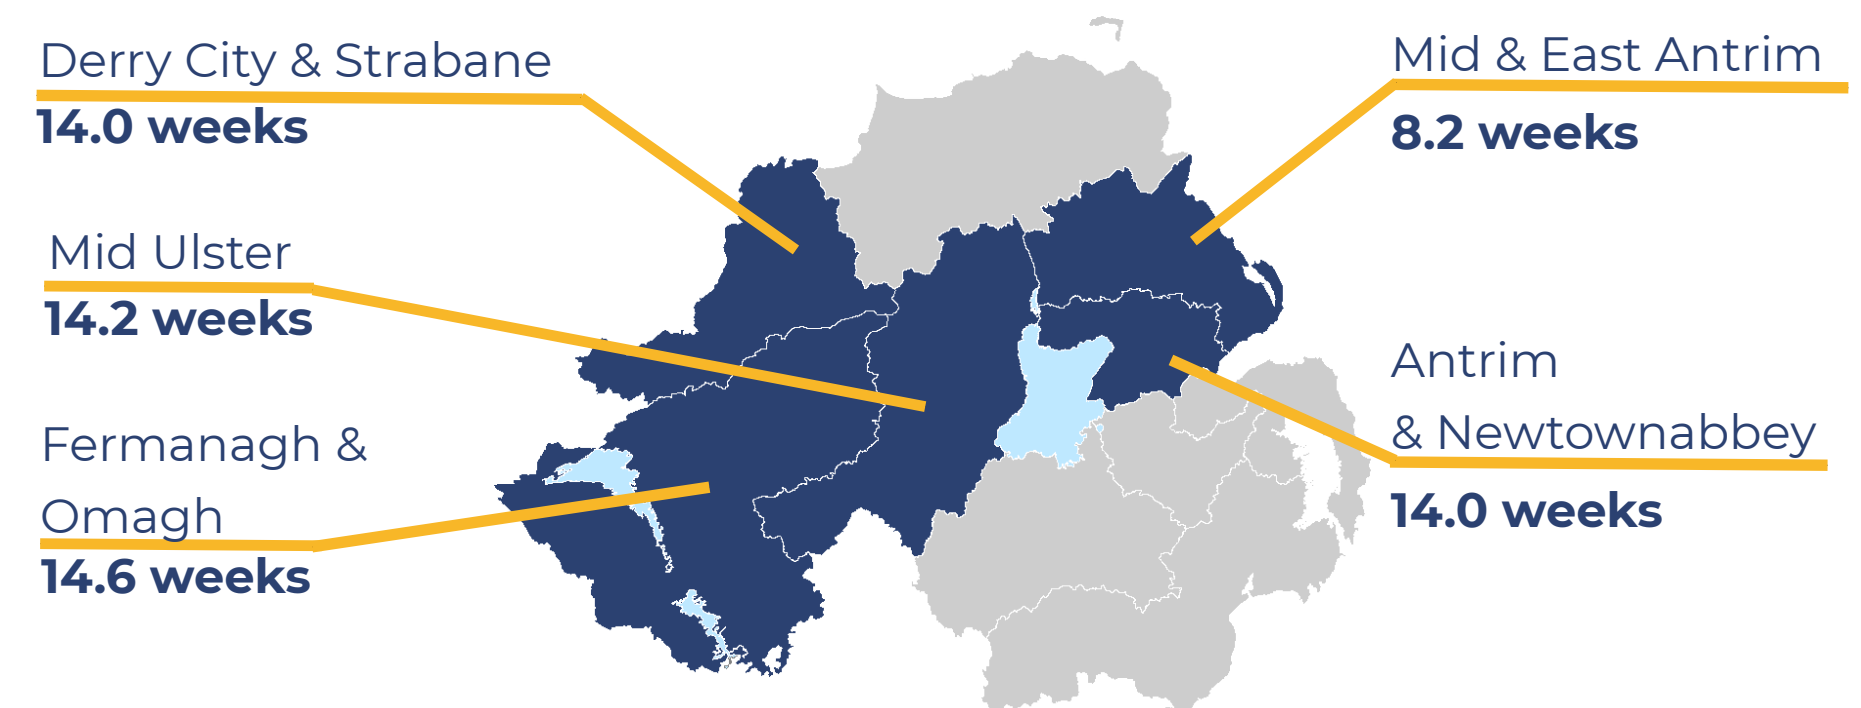 Derry City & Strabane
14.0 weeks
Mid Ulster
14.2 weeks
Fermanagh &
Omagh
14.6 weeks
Mid & East Antrim
8.2 weeks
Antrim
& Newtownabbey
14.0 weeks